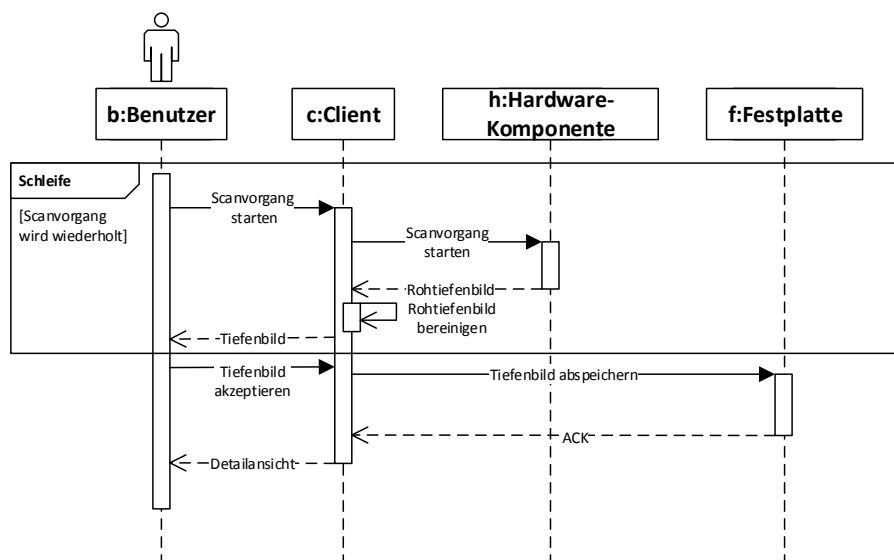 b:Benutzer
c:Client
h:Hardware-
Komponente
f:Festplatte
Schleife
[Scanvorgang
wird wiederholt]
Scanvorgang
starten
Scanvorgang
starten
Rohtiefenbild
Rohtiefenbild
bereinigen
Tiefenbild
Tiefenbild
akzeptieren
Tiefenbild abspeichern
ACK
Detailansicht